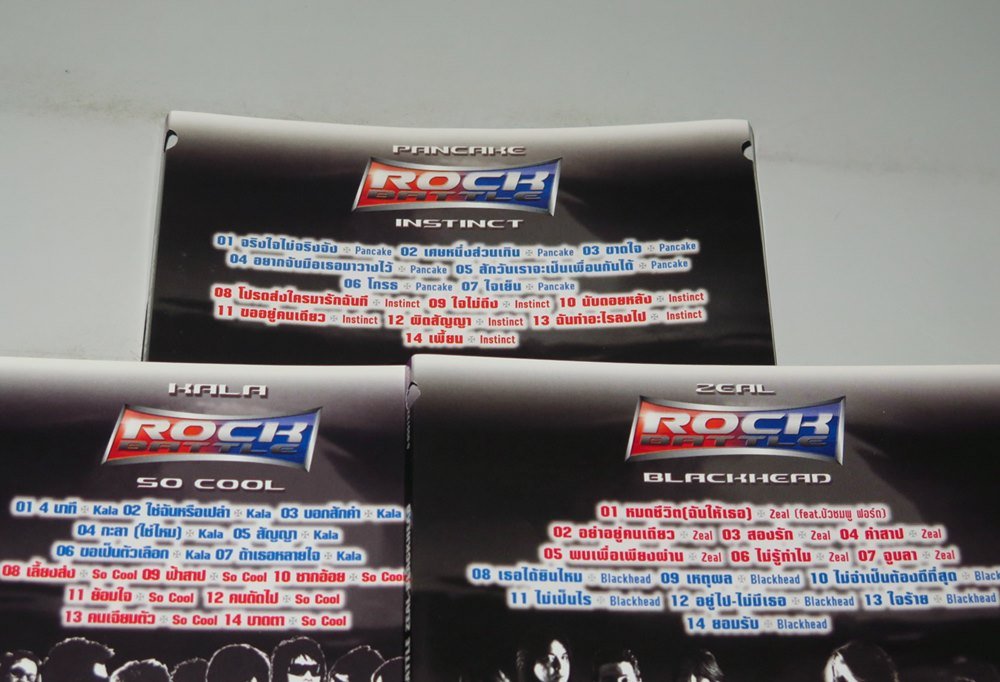 PANCAKE
ROCK
BATTLE
INSTINCT
01 จริงใจไม่จริงจัง Pancake 02 เศษหนึ่งส่วนเกิน Pancake 03 ยากใจ Pancake
04 อยากจับมือเธอมาวางไว้ Pancake 05 สักวันเราจะเป็นเพื่อนกันได้ Pancake
06 โกรธ Pancake 07 ใจเย็น Pancake
08 โปรดส่งใครมารักฉันที Instinct 09 ใจไม่ถึง Instinct 10 นับถอยหลัง Instinct
11 ขออยู่คนเดียว Instinct 12 ผิดสัญญา Instinct 13 ฉันทำอะไรลงไป Instinct
14 เพี้ยน Instinct
KALA
ROCK
BATTLE
SO COOL
01 4 นาที Kala 02 ใช่ฉันหรือเปล่า Kala 03 บอกสักคำ Kala
04 กะลา (ใช่ไหม) Kala 05 สัญญา Kala
06 ขอเป็นตัวเลือก Kala 07 ถ้าเธอหลายใจ Kala
08 เลี้ยงส่ง So Cool 09 ฟ้าสาป So Cool 10 ซากอ้อย So Cool
11 ย้อมใจ So Cool 12 คนถัดไป So Cool
13 คนเจียมตัว So Cool 14 บาดตา So Cool
ZEAL
ROCK
BATTLE
BLACKHEAD
01 หมดชีวิต(ฉันให้เธอ) Zeal (feat.บัวชมพู ฟอร์ด)
02 อย่าอยู่คนเดียว Zeal 03 สองรัก Zeal 04 คำสาป Zeal
05 พบเพื่อเพียงผ่าน Zeal 06 ไม่รู้ทำไม Zeal 07 จูบลา Zeal
08 เธอได้ยินไหม Blackhead 09 เหตุผล Blackhead 10 ไม่จำเป็นต้องดีที่สุด Black
11 ไม่เป็นไร Blackhead 12 อยู่ไป-ไม่มีเธอ Blackhead 13 ใจร้าย Blackhead
14 ยอมรับ Blackhead